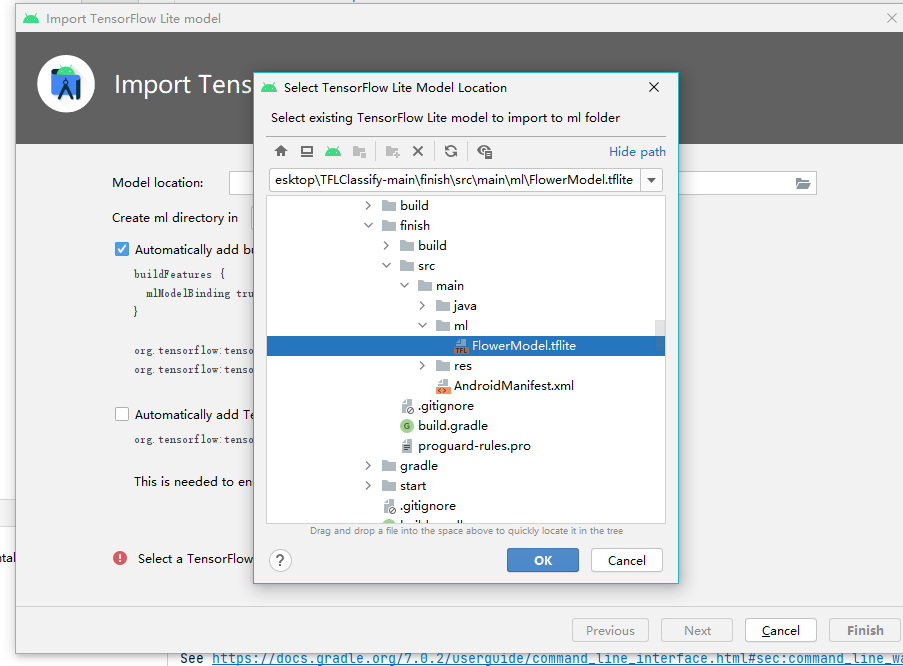 Import TensorFlow Lite model
Import Tens
Select TensorFlow Lite Model Location
Select existing TensorFlow Lite model to import to ml folder
Hide path
Model location:
esktop\TFLClassify-main\finish\src\main\ml\FlowerModel.tflite
build
Create ml directory in
finish
Automatically add bu
build
buildFeatures {
src
mlModelBinding tru
main
}
java
ml
org.tensorflow:tenso
FlowerModel.tflite
org.tensorflow:tenso
res
AndroidManifest.xml
.gitignore
Automatically add Te
build.gradle
org.tensorflow:tenso
proguard-rules.pro
gradle
This is needed to en
start
.gitignore
Drag and drop a file into the space above to quickly locate it in the tree
ntal
Select a TensorFlow
?
OK
Cancel
Previous
Next
Cancel
Finish
See https://docs.gradle.org/7.0.2/userguide/command_line_interface.html#sec:command_line_wa